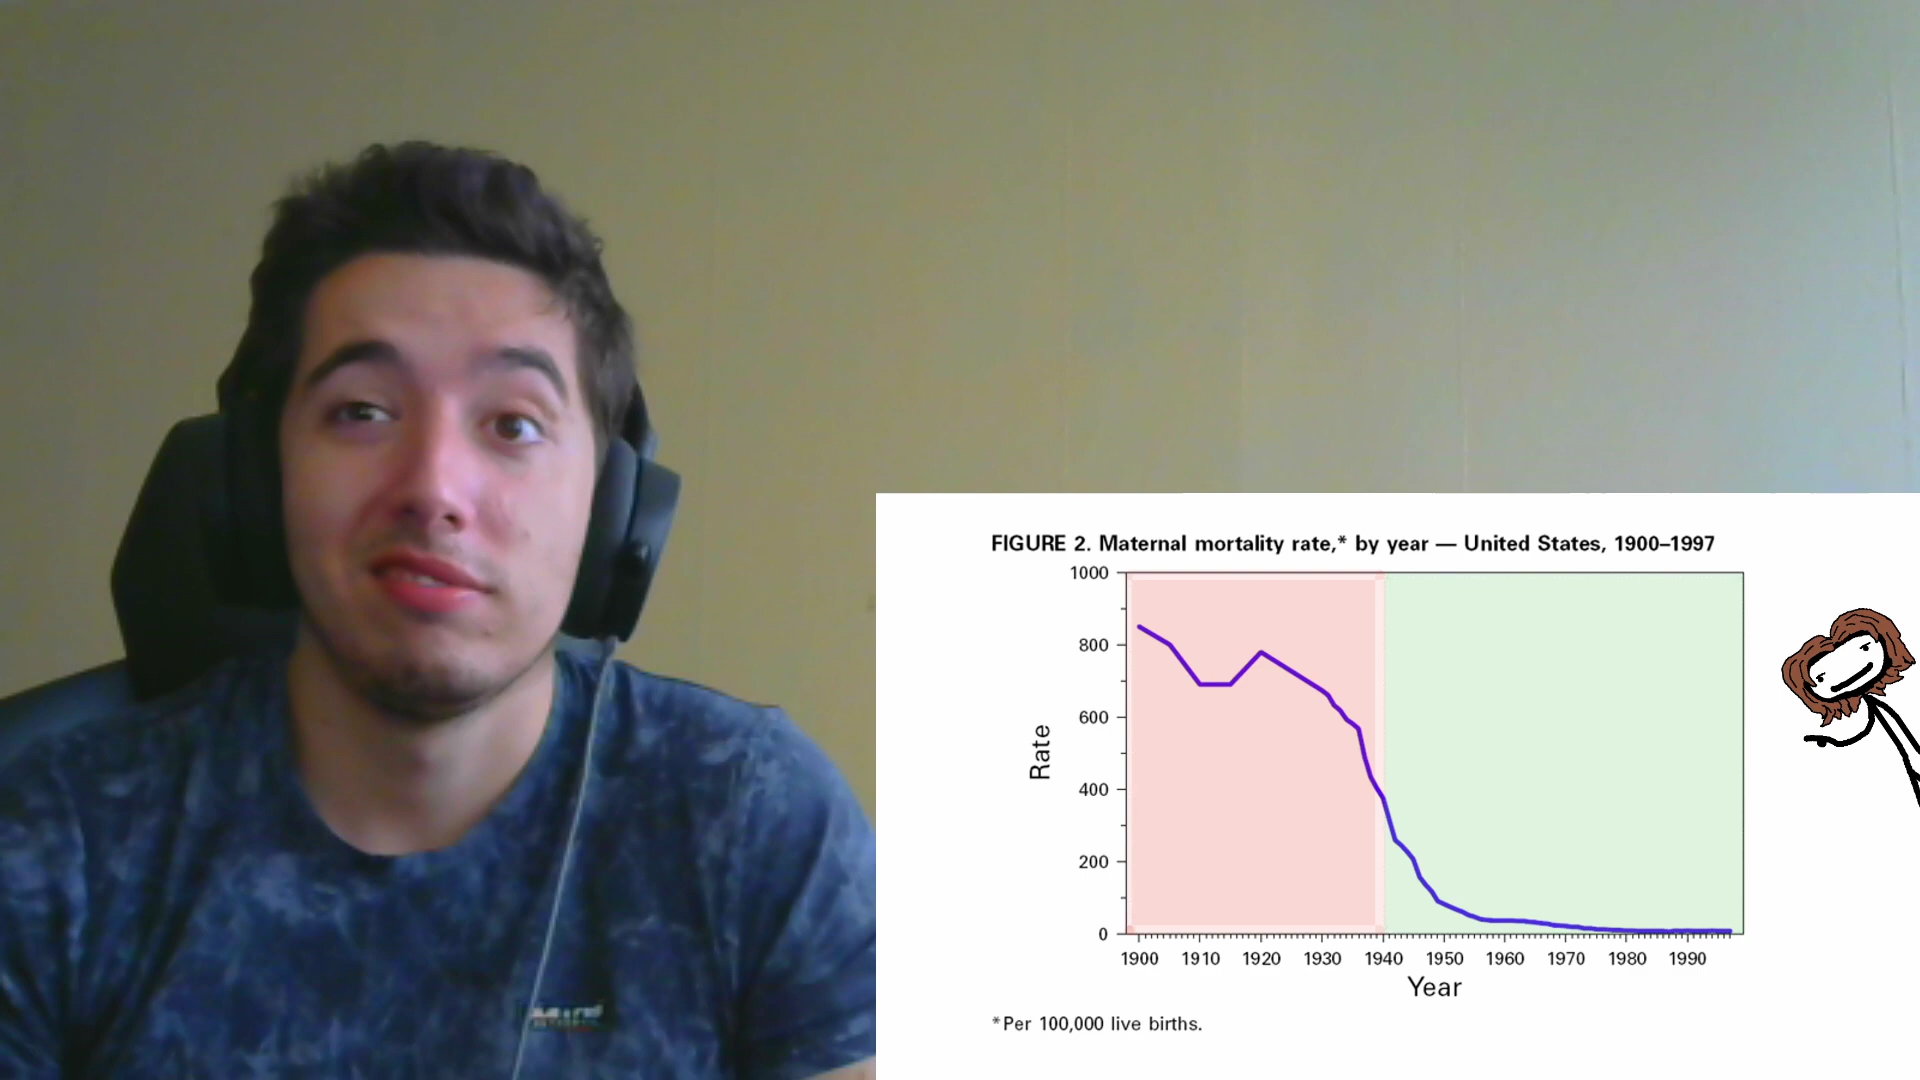 FIGURE 2. Maternal mortality rate,* by year — United States, 1900–1997
1000
800
600
400
200
0
Rate
1900 1910 1920 1930 1940 1950 1960 1970 1980 1990
Year
*Per 100,000 live births.